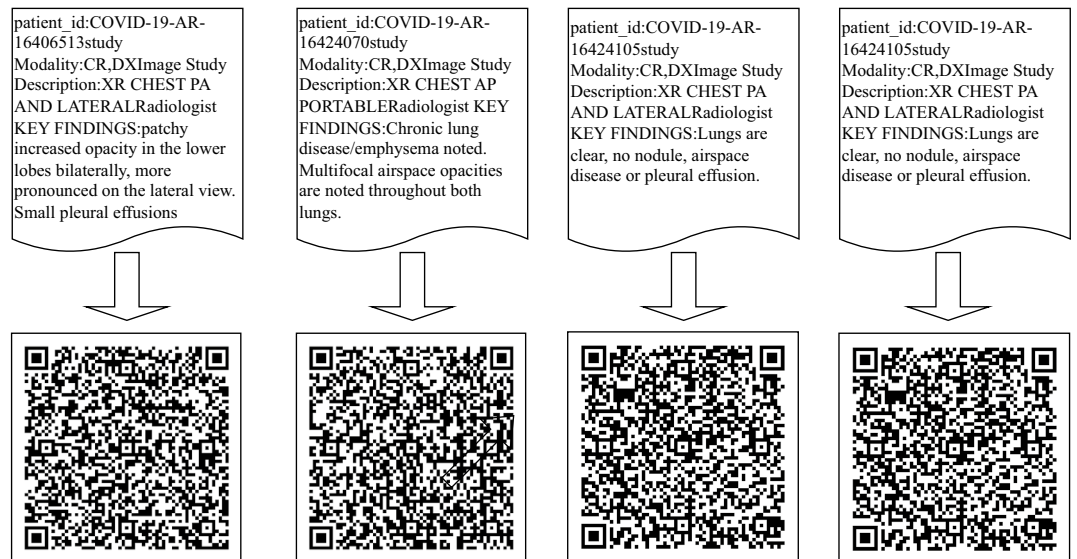 patient_id:COVID-19-AR-
16406513study
Modality:CR,DXImage Study
Description:XR CHEST PA
AND LATERALRadiologist
KEY FINDINGS:patchy
increased opacity in the lower
lobes bilaterally, more
pronounced on the lateral view.
Small pleural effusions
patient_id:COVID-19-AR-
16424070study
Modality:CR,DXImage Study
Description:XR CHEST AP
PORTABLERadiologist KEY
FINDINGS:Chronic lung
disease/emphysema noted.
Multifocal airspace opacities
are noted throughout both
lungs.
patient_id:COVID-19-AR-
16424105study
Modality:CR,DXImage Study
Description:XR CHEST PA
AND LATERALRadiologist
KEY FINDINGS:Lungs are
clear, no nodule, airspace
disease or pleural effusion.
patient_id:COVID-19-AR-
16424105study
Modality:CR,DXImage Study
Description:XR CHEST PA
AND LATERALRadiologist
KEY FINDINGS:Lungs are
clear, no nodule, airspace
disease or pleural effusion.